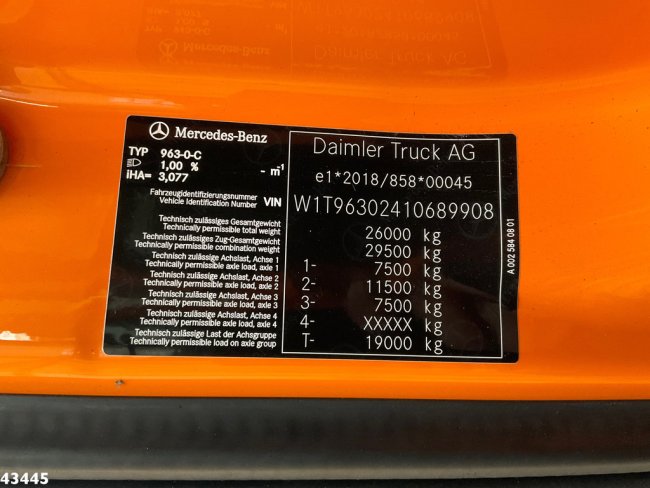 Mercedes-Benz
TYP 963-0-C
1,00 % - m-1
iHA= 3,077
Fahrzeugidentifizierungsnummer
Vehicle Identification Number VIN
Technisch zulässiges Gesamtgewicht
Technically permissible total weight
Technisch zulässiges Zug-Gesamtgewicht
Technically permissible combination weight
Technisch zulässige Achslast, Achse 1
Technically permissible axle load, axle 1
Technisch zulässige Achslast, Achse 2
Technically permissible axle load, axle 2
Technisch zulässige Achslast, Achse 3
Technically permissible axle load, axle 3
Technisch zulässige Achslast, Achse 4
Technically permissible axle load, axle 4
Technisch zulässige Last der Achsgruppe
Technically permissible load on axle group
Daimler Truck AG
e1*2018/858*00045
W1T96302410689908
26000 kg
29500 kg
1- 7500 kg
2- 11500 kg
3- 7500 kg
4- XXXXX kg
T- 19000 kg
A 002 584 08 01
43445